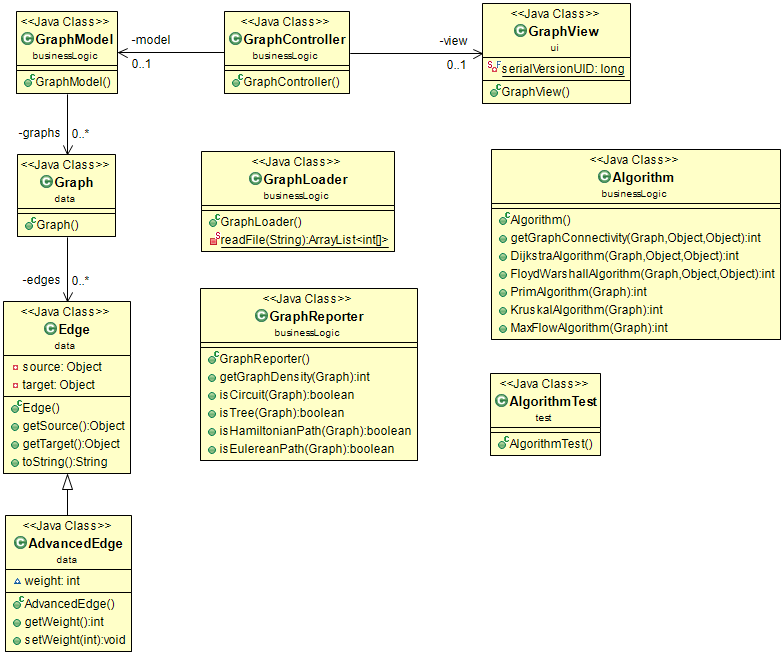 <<Java Class>>
GraphModel
businessLogic
GraphModel()
-model
0..1
<<Java Class>>
GraphController
businessLogic
GraphController()
-view
0..1
<<Java Class>>
GraphView
ui
serialVersionUID: long
GraphView()
-graphs
0..*
<<Java Class>>
Graph
data
Graph()
<<Java Class>>
GraphLoader
businessLogic
GraphLoader()
readFile(String):ArrayList<int[]>
<<Java Class>>
Algorithm
businessLogic
Algorithm()
getGraphConnectivity(Graph,Object,Object):int
DijkstraAlgorithm(Graph,Object,Object):int
FloydWarshallAlgorithm(Graph,Object,Object):int
PrimAlgorithm(Graph):int
KruskalAlgorithm(Graph):int
MaxFlowAlgorithm(Graph):int
-edges
0..*
<<Java Class>>
Edge
data
source: Object
target: Object
Edge()
getSource():Object
getTarget():Object
toString():String
<<Java Class>>
GraphReporter
businessLogic
GraphReporter()
getGraphDensity(Graph):int
isCircuit(Graph):boolean
isTree(Graph):boolean
isHamiltonianPath(Graph):boolean
isEulereanPath(Graph):boolean
<<Java Class>>
AlgorithmTest
test
AlgorithmTest()
<<Java Class>>
AdvancedEdge
data
weight: int
AdvancedEdge()
getWeight():int
setWeight(int):void